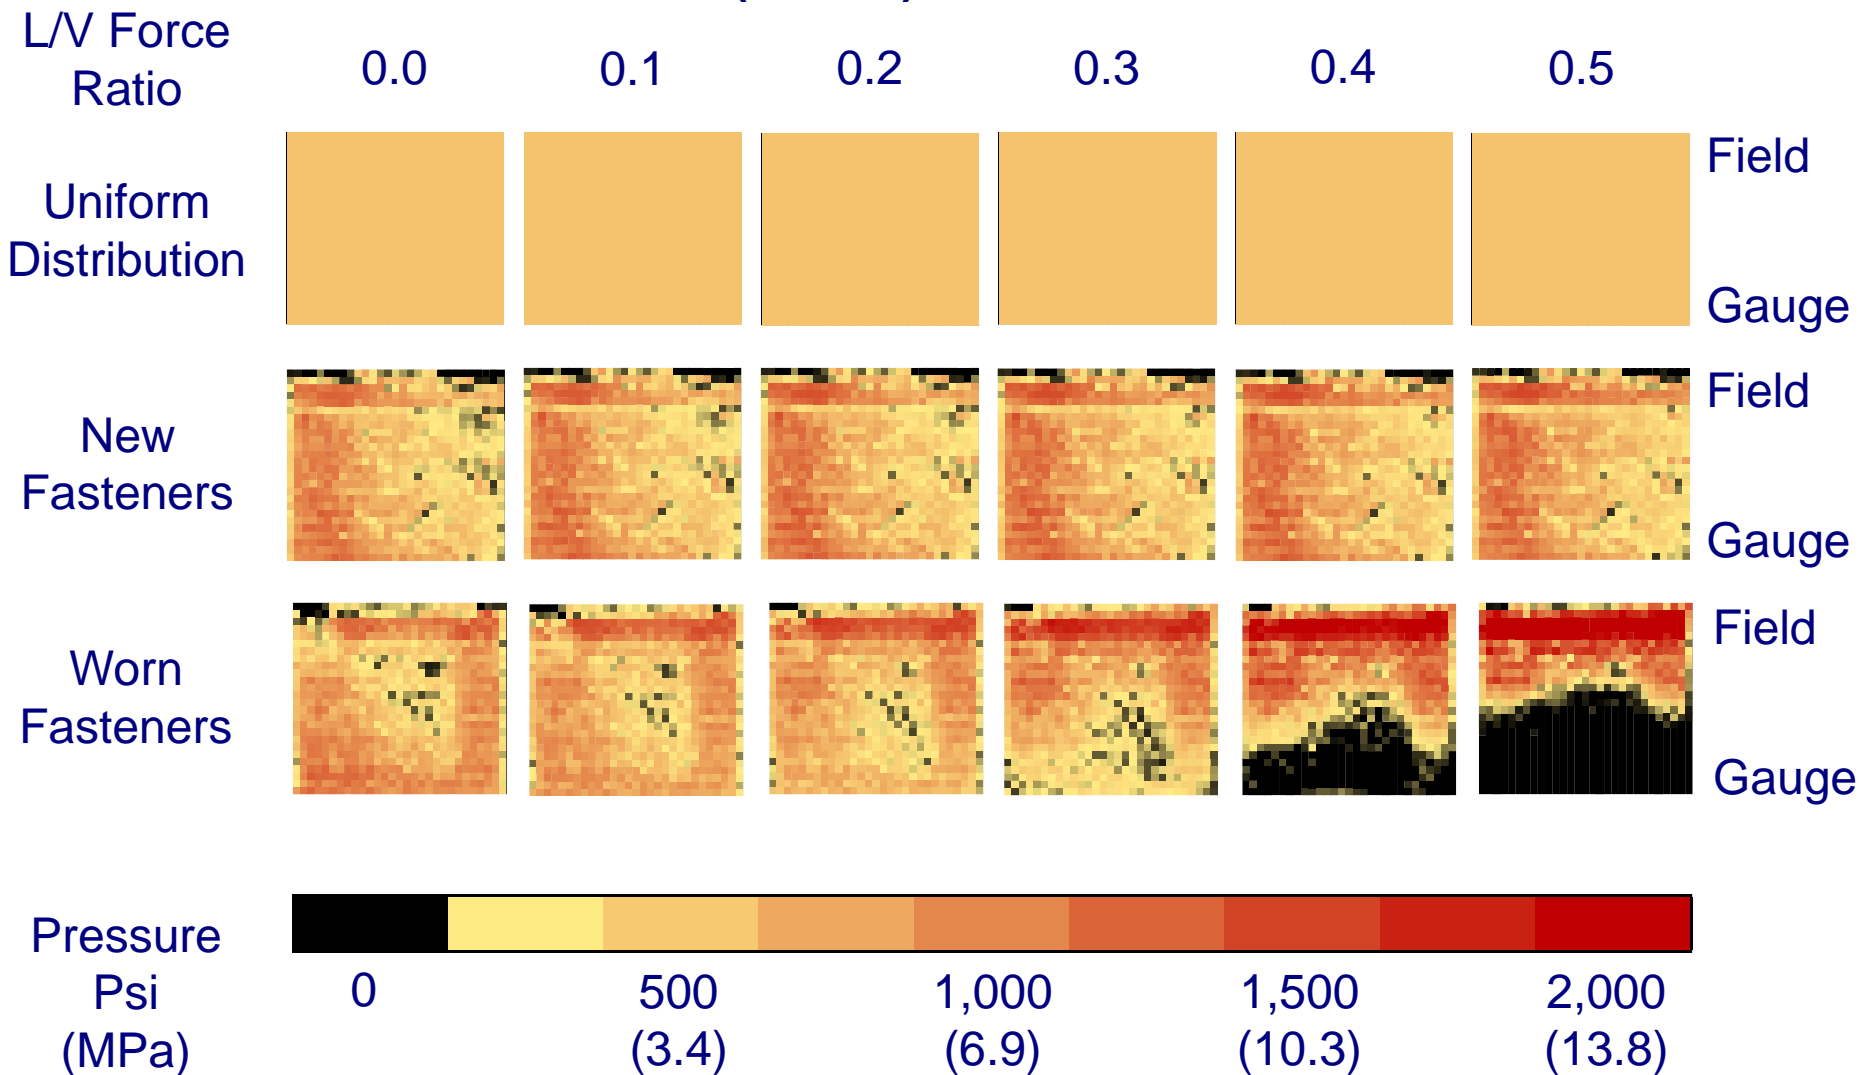 L/V Force
Ratio
0.0 0.1 0.2 0.3 0.4 0.5
Uniform
Distribution
Field
Gauge
New
Fasteners
Field
Gauge
Worn
Fasteners
Field
Gauge
Pressure
Psi
(MPa)
0 500 1,000 1,500 2,000
(3.4) (6.9) (10.3) (13.8)